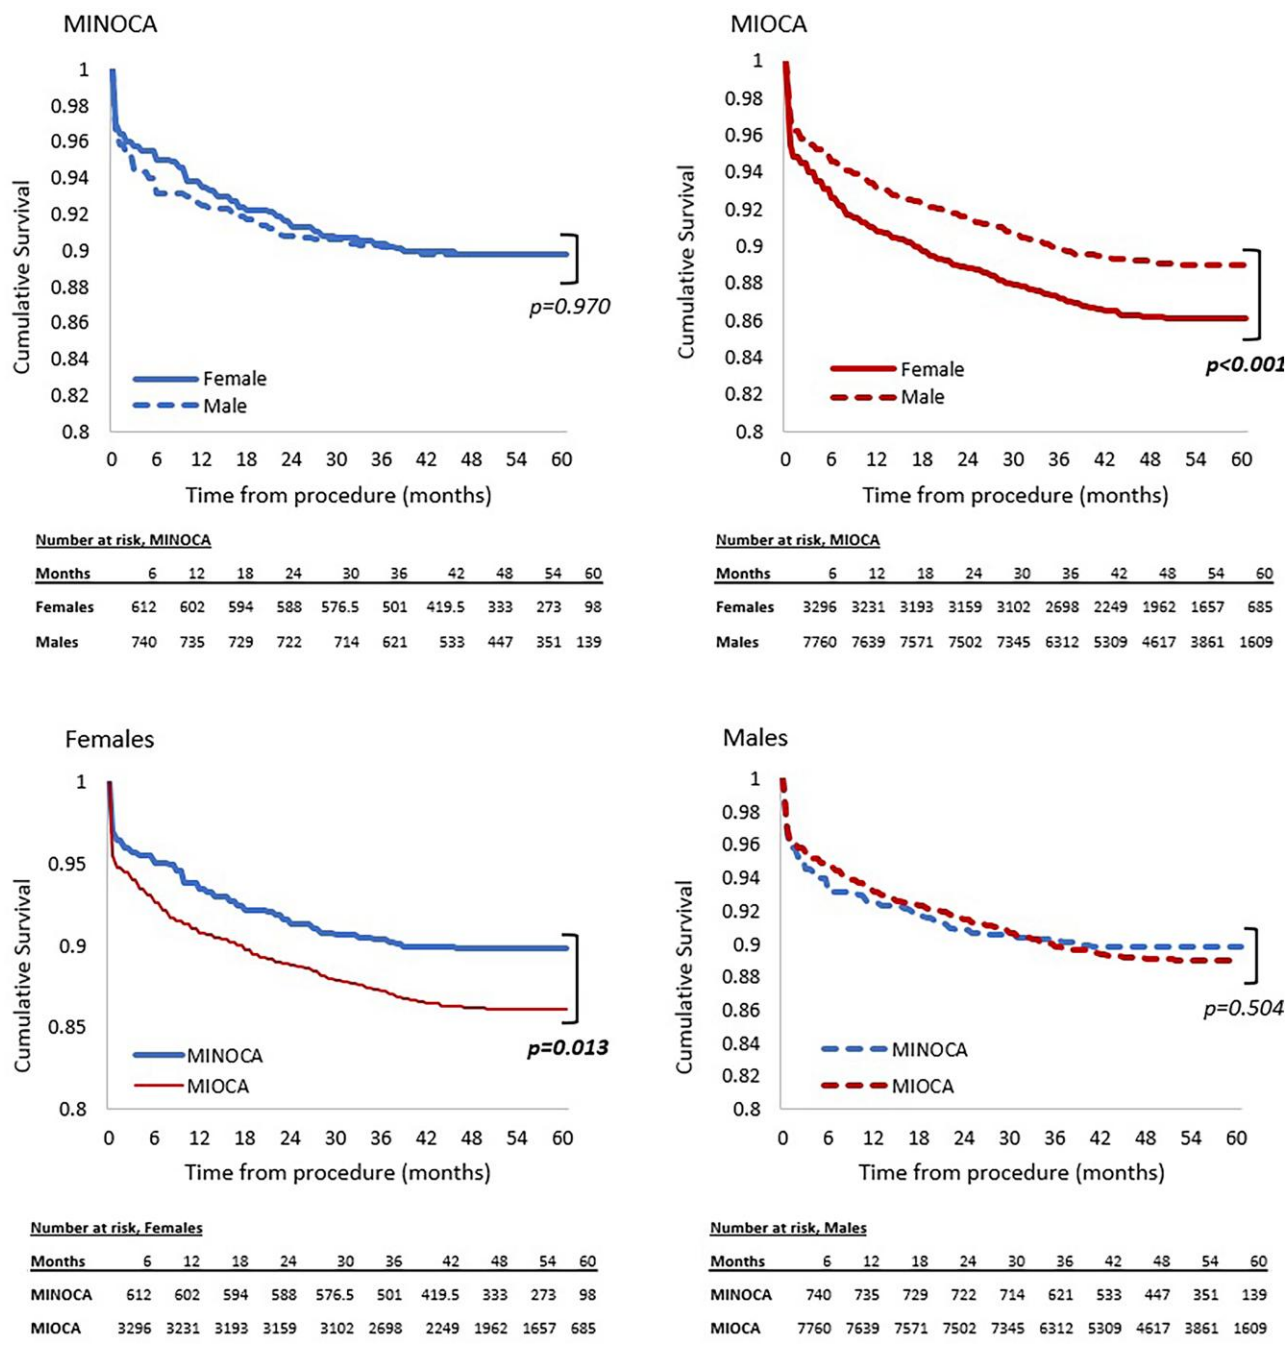 MINOCA
1
0.98
0.96
0.94
0.92
0.9
0.88
0.86
0.84
0.82
0.8
Cumulative Survival
p=0.970
Female
Male
0 6 12 18 24 30 36 42 48 54 60
Time from procedure (months)
Number at risk, MINOCA
Months 6 12 18 24 30 36 42 48 54 60
Females 612 602 594 588 576.5 501 419.5 333 273 98
Males 740 735 729 722 714 621 533 447 351 139
MIOCA
1
0.98
0.96
0.94
0.92
0.9
0.88
0.86
0.84
0.82
0.8
Cumulative Survival
p<0.001
Female
Male
0 6 12 18 24 30 36 42 48 54 60
Time from procedure (months)
Number at risk, MIOCA
Months 6 12 18 24 30 36 42 48 54 60
Females 3296 3231 3193 3159 3102 2698 2249 1962 1657 685
Males 7760 7639 7571 7502 7345 6312 5309 4617 3861 1609
Females
1
0.95
0.9
0.85
0.8
Cumulative Survival
p=0.013
MINOCA
MIOCA
0 6 12 18 24 30 36 42 48 54 60
Time from procedure (months)
Number at risk, Females
Months 6 12 18 24 30 36 42 48 54 60
MINOCA 612 602 594 588 576.5 501 419.5 333 273 98
MIOCA 3296 3231 3193 3159 3102 2698 2249 1962 1657 685
Males
1
0.98
0.96
0.94
0.92
0.9
0.88
0.86
0.84
0.82
0.8
Cumulative Survival
p=0.504
MINOCA
MIOCA
0 6 12 18 24 30 36 42 48 54 60
Time from procedure (months)
Number at risk, Males
Months 6 12 18 24 30 36 42 48 54 60
MINOCA 740 735 729 722 714 621 533 447 351 139
MIOCA 7760 7639 7571 7502 7345 6312 5309 4617 3861 1609